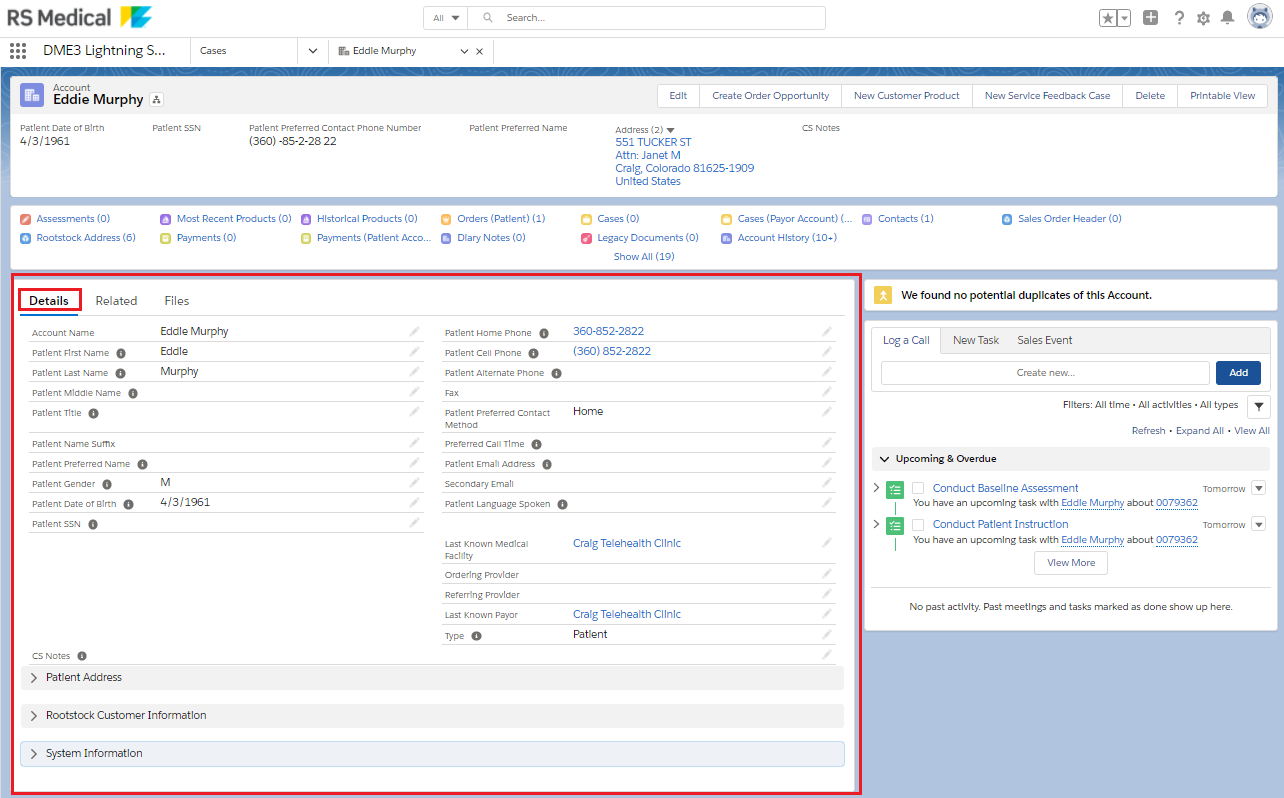 RS Medical
All
Search...
DME3 Lightning S...
Cases
Eddle Murphy
Account
Eddie Murphy
Edit
Create Order Opportunity
New Customer Product
New Service Feedback Case
Delete
Printable View
Patient Date of Birth
4/3/1961
Patient SSN
Patient Preferred Contact Phone Number
(360) -85-2-28 22
Patient Preferred Name
Address (2)
551 TUCKER ST
Attn: Janet M
Craig, Colorado 81625-1909
United States
CS Notes
Assessments (0)
Most Recent Products (0)
Historical Products (0)
Orders (Patient) (1)
Cases (0)
Cases (Payor Account) (...
Contacts (1)
Sales Order Header (0)
Rootstock Address (6)
Payments (0)
Payments (Patient Acco...
Diary Notes (0)
Legacy Documents (0)
Account History (10+)
Show All (19)
Details
Related
Files
Account Name
Eddle Murphy
Patient First Name
Eddle
Patient Last Name
Murphy
Patient Middle Name
Patient Title
Patient Name Suffix
Patient Preferred Name
Patient Gender
M
Patient Date of Birth
4/3/1961
Patient SSN
Patient Home Phone
360-852-2822
Patient Cell Phone
(360) 852-2822
Patient Alternate Phone
Fax
Patient Preferred Contact
Method
Home
Preferred Call Time
Patient Email Address
Secondary Email
Patient Language Spoken
Last Known Medical
Facility
Craig Telehealth Clinic
Ordering Provider
Referring Provider
Last Known Payor
Craig Telehealth Clinic
Type
Patient
CS Notes
Patient Address
Rootstock Customer Information
System Information
We found no potential duplicates of this Account.
Log a Call
New Task
Sales Event
Create new...
Add
Filters: All time • All activities • All types
Refresh • Expand All • View All
Upcoming & Overdue
Conduct Baseline Assessment
Tomorrow
You have an upcoming task with Eddle Murphy about 0079362
Conduct Patient Instruction
Tomorrow
You have an upcoming task with Eddle Murphy about 0079362
View More
No past activity. Past meetings and tasks marked as done show up here.